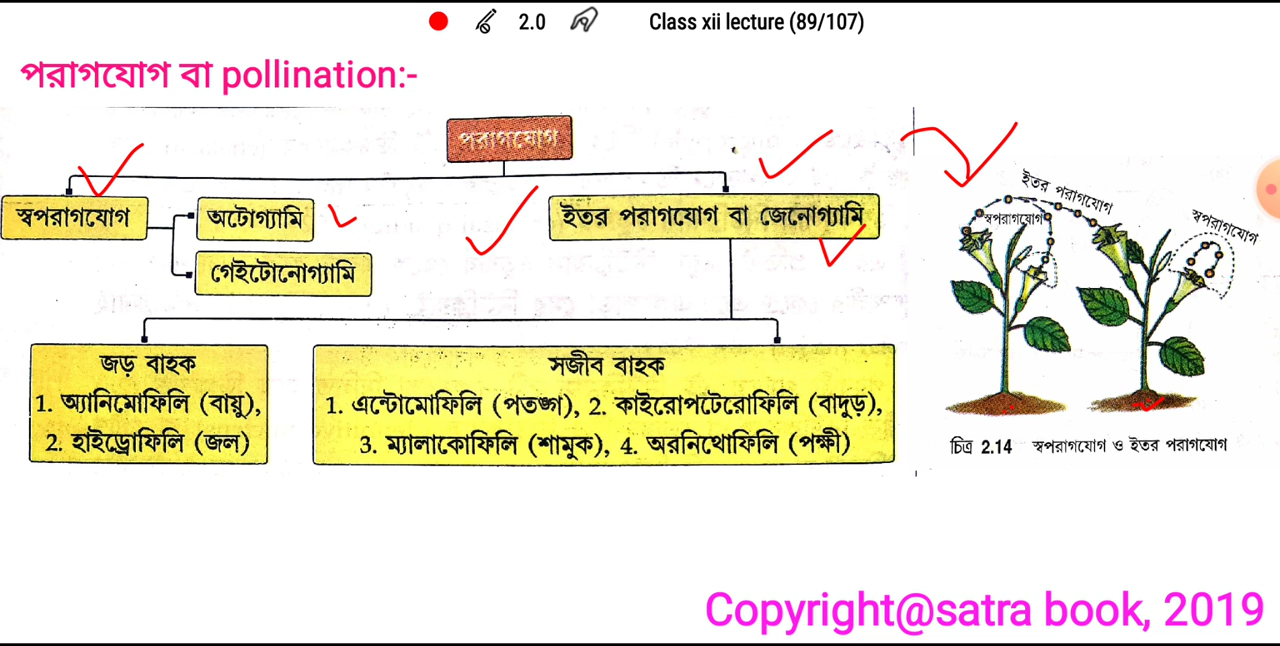 2.0 Class xii lecture (89/107)
পরাগযোগ বা pollination:-
পরাগযোগ
স্বপরাগযোগ
অটোগ্যামি
গেইটোনোগ্যামি
ইতর পরাগযোগ বা জেনোগ্যামি
জড় বাহক
1. অ্যানিমোফিলি (বায়ু),
2. হাইড্রোফিলি (জল)
সজীব বাহক
1. এন্টোমোফিলি (পতঙ্গ), 2. কাইরোপটেরোফিলি (বাদুড়),
3. ম্যালাকোফিলি (শামুক), 4. অরনিথোফিলি (পক্ষী)
ইতর পরাগযোগ
স্বপরাগযোগ
স্বপরাগযোগ
চিত্র 2.14 স্বপরাগযোগ ও ইতর পরাগযোগ
Copyright@satra book, 2019